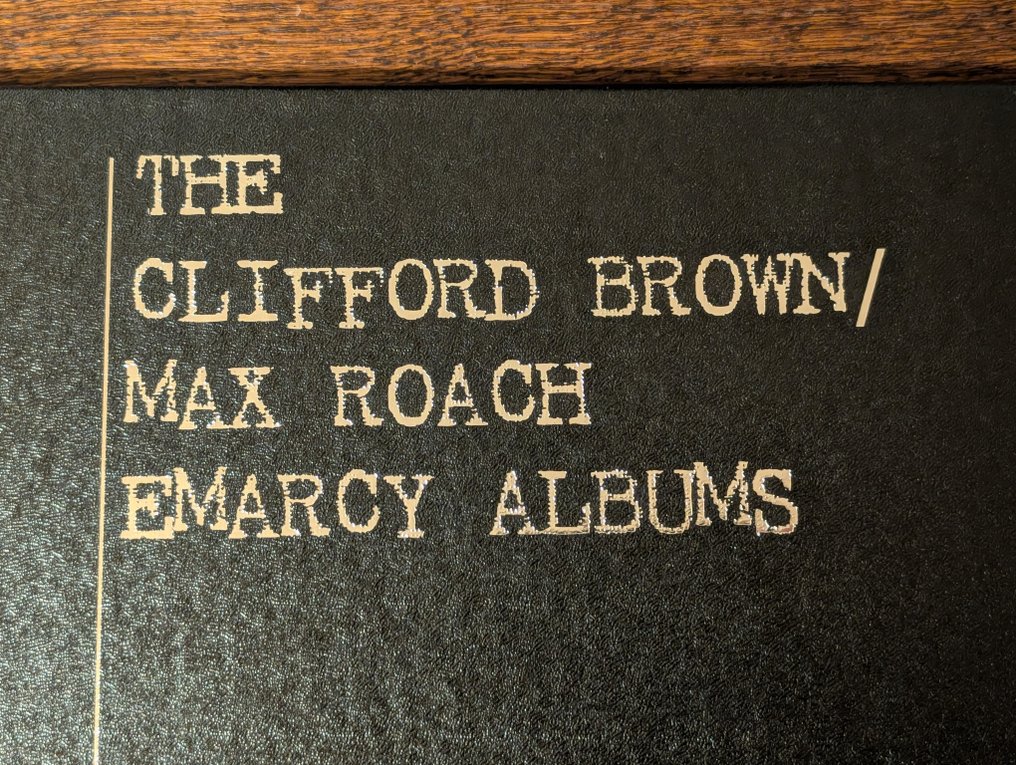 THE
CLIFFORD BROWN/
MAX ROACH
EMARCY ALBUMS